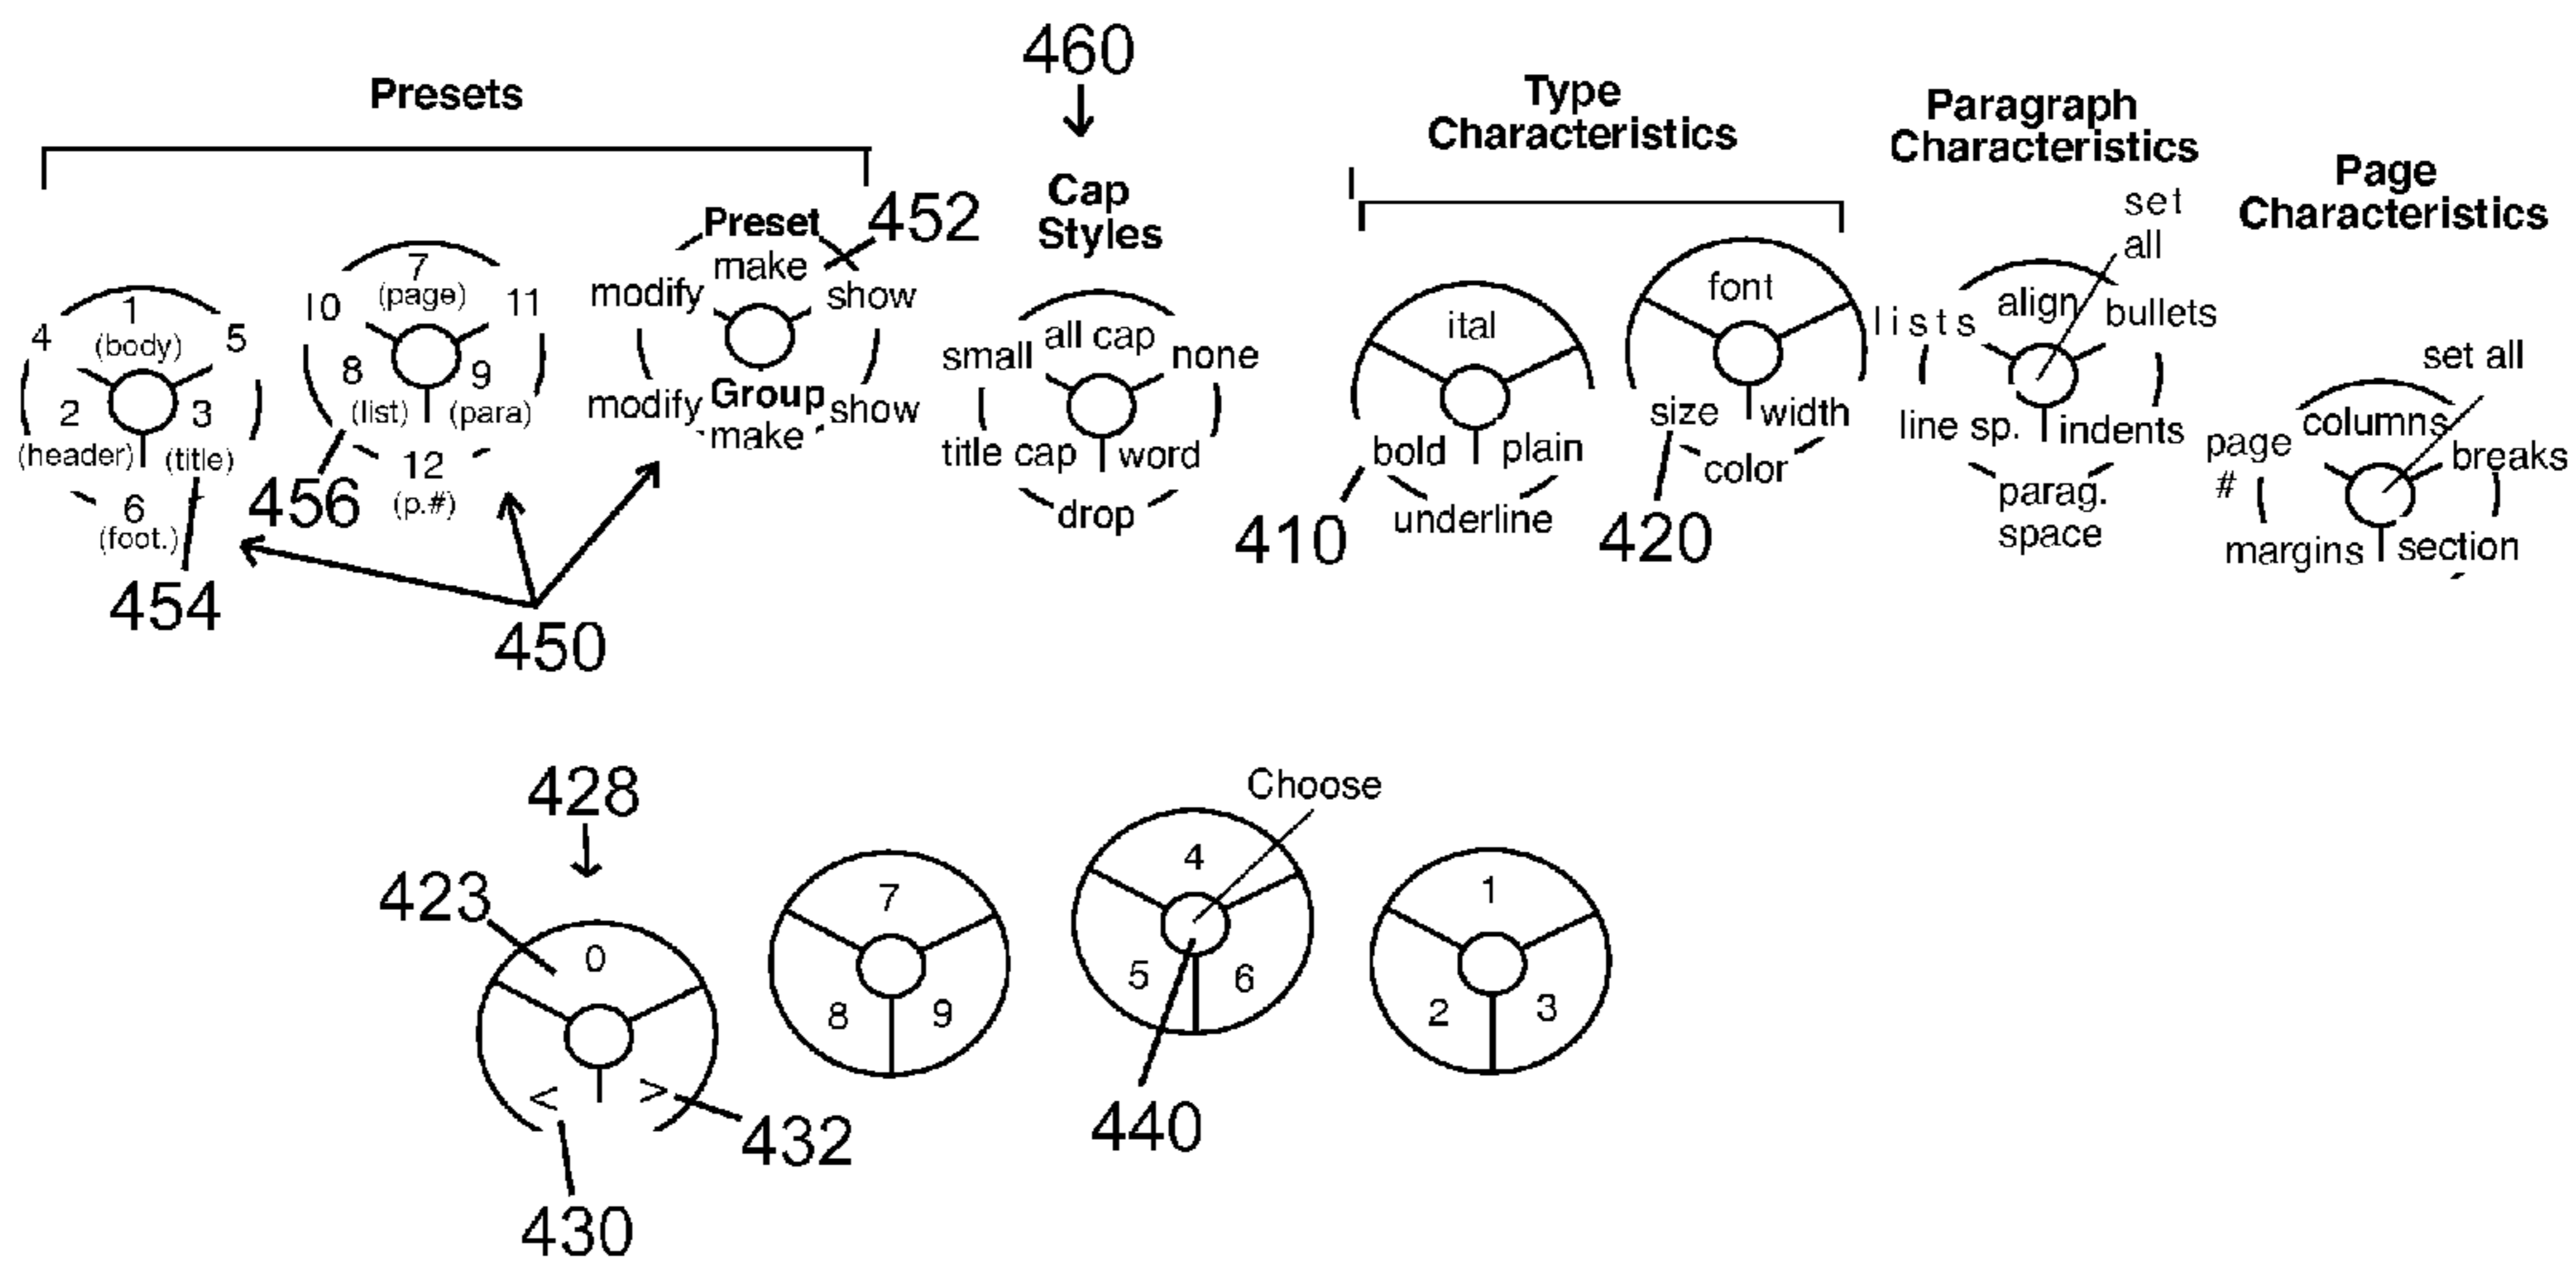 460
Presets
Type
Characteristics
Paragraph
Characteristics
Page
Characteristics
Cap
Styles
set
all
452
Preset
make
modify
show
Group
modify
show
make
1
(body)
4
5
2
3
(header)
(title)
6
(foot.)
454
7
(page)
10
11
8
9
(list)
(para)
12
(p.#)
456
450
all cap
small
none
title cap
word
drop
ital
bold
plain
underline
410
font
size
width
color
420
align
lists
bullets
line sp.
indents
parag.
space
set all
columns
page
#
breaks
margins
section
428
423
0
<
>
432
430
7
8
9
Choose
4
5
6
440
1
2
3